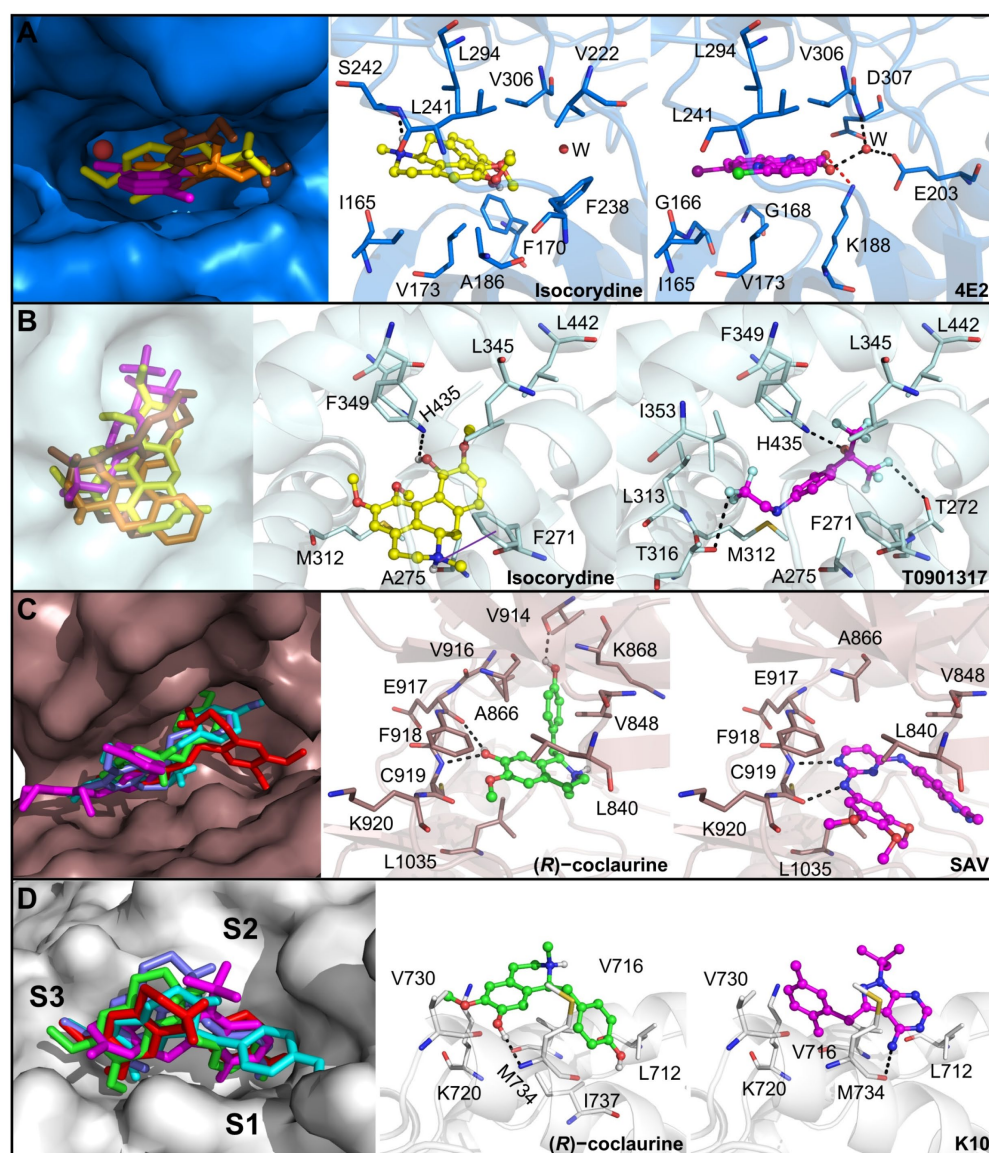 A
S242
L294
V306
V222
L241
W
I165
F238
F170
V173
A186
Isocorydine
L294
V306
D307
L241
W
E203
G166
G168
K188
I165
V173
4E2
B
F349
L345
L442
H435
M312
F271
A275
Isocorydine
F349
L345
L442
I353
H435
L313
T272
F271
T316
M312
A275
T0901317
C
V914
V916
K868
E917
A866
V848
F918
C919
K920
L840
L1035
(R)−coclaurine
A866
E917
V848
F918
L840
C919
K920
L1035
SAV
D
S2
S3
S1
V730
V716
K720
M734
L712
I737
(R)−coclaurine
V730
V716
K720
M734
L712
K10